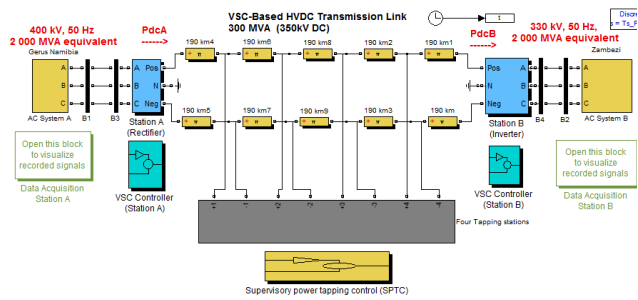 VSC-Based HVDC Transmission Link
300 MVA (350kV DC)
400 kV, 50 Hz
2 000 MVA equivalent
Gerus Namibia
PdcA
------>
PdcB
------>
330 kV, 50 Hz,
2 000 MVA equivalent
Zambezi
t
Discre
s = Ts_P
190 km4
190 km6
190 km8
190 km2
190 km1
A
B
C
A
B
C
Pos
N
Neg
Pos
N
Neg
A
B
C
A
B
C
190 km5
190 km7
190 km9
190 km3
190 km
AC System A
B1
B3
Station A
(Rectifier)
Station B
(Inverter)
B4
B2
AC System B
Open this block
to visualize
recorded signals
Data Acquisition
Station A
VSC Controller
(Station A)
VSC Controller
(Station B)
Open this block
to visualize
recorded signals
Data Acquisition
Station B
Four Tapping stations
Supervisory power tapping control (SPTC)